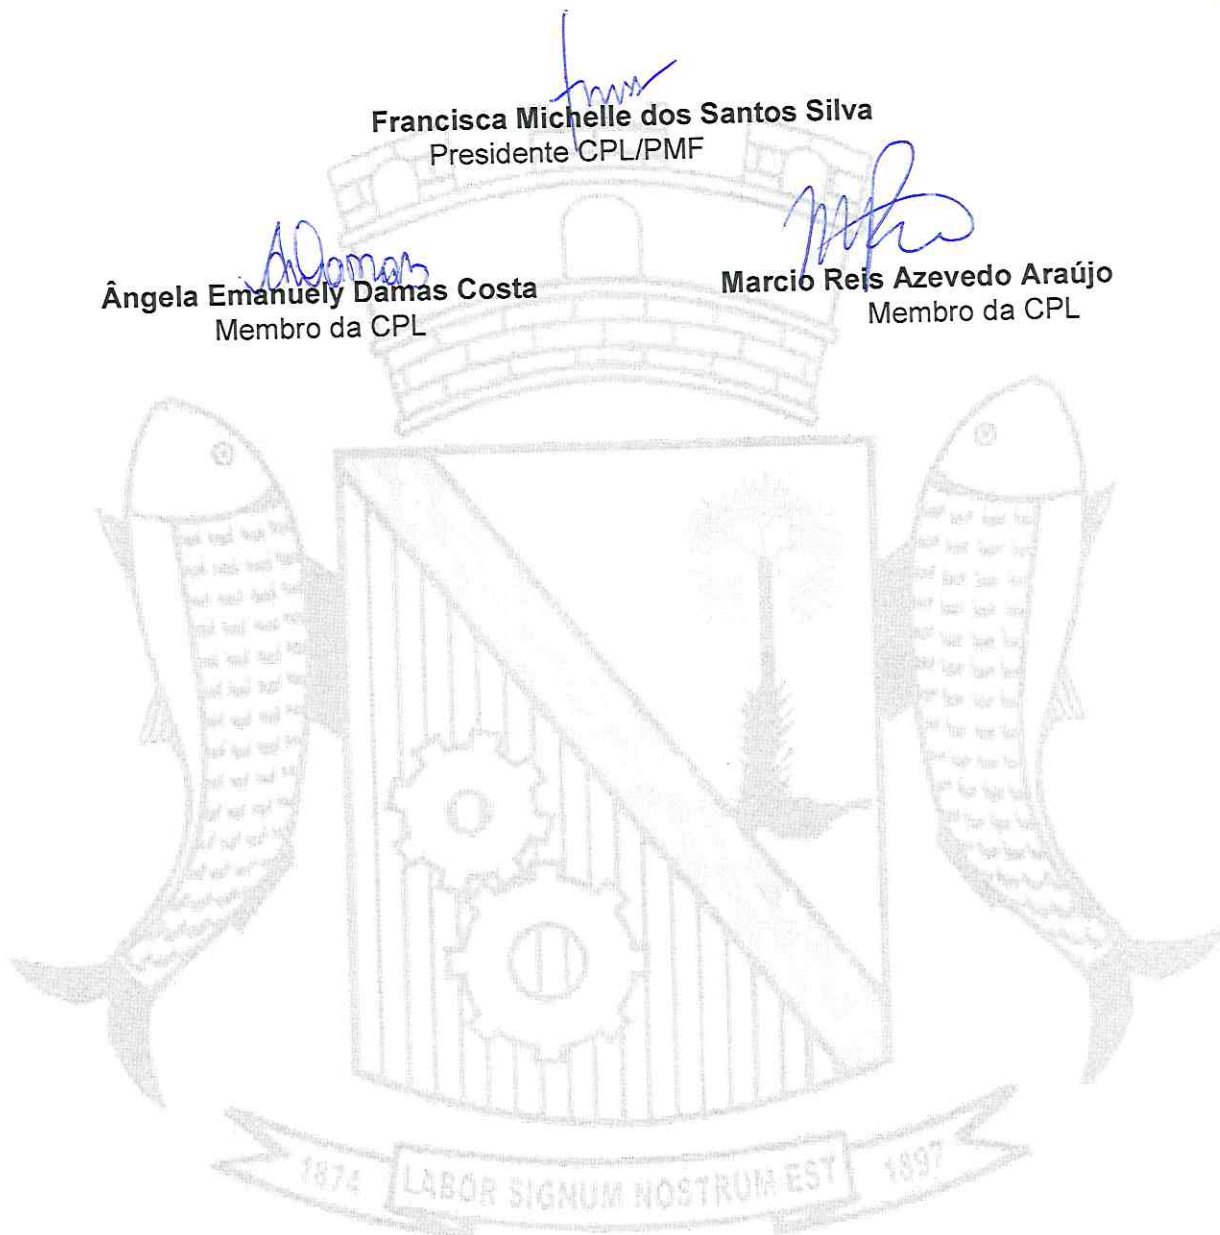 Francisca Michelle dos Santos Silva
Presidente CPL/PMF
Ângela Emanuely Damas Costa
Membro da CPL
Marcio Reis Azevedo Araújo
Membro da CPL
1874 LABOR SIGNUM NOSTRUM EST 1897